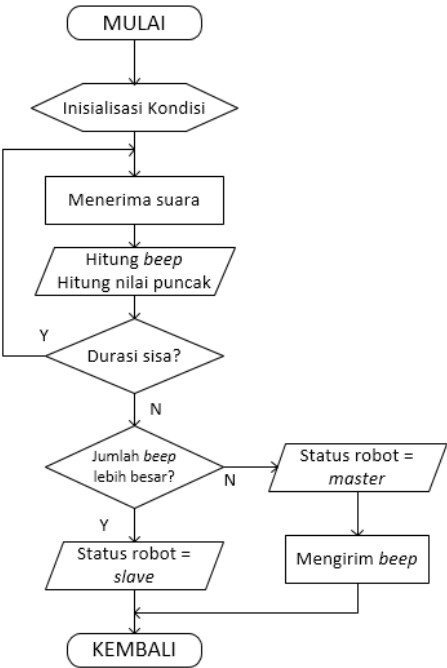 MULAI
Inisialisasi Kondisi
Menerima suara
Hitung beep
Hitung nilai puncak
Y
Durasi sisa?
N
Jumlah beep
lebih besar?
N
Status robot =
master
Y
Status robot =
slave
Mengirim beep
KEMBALI